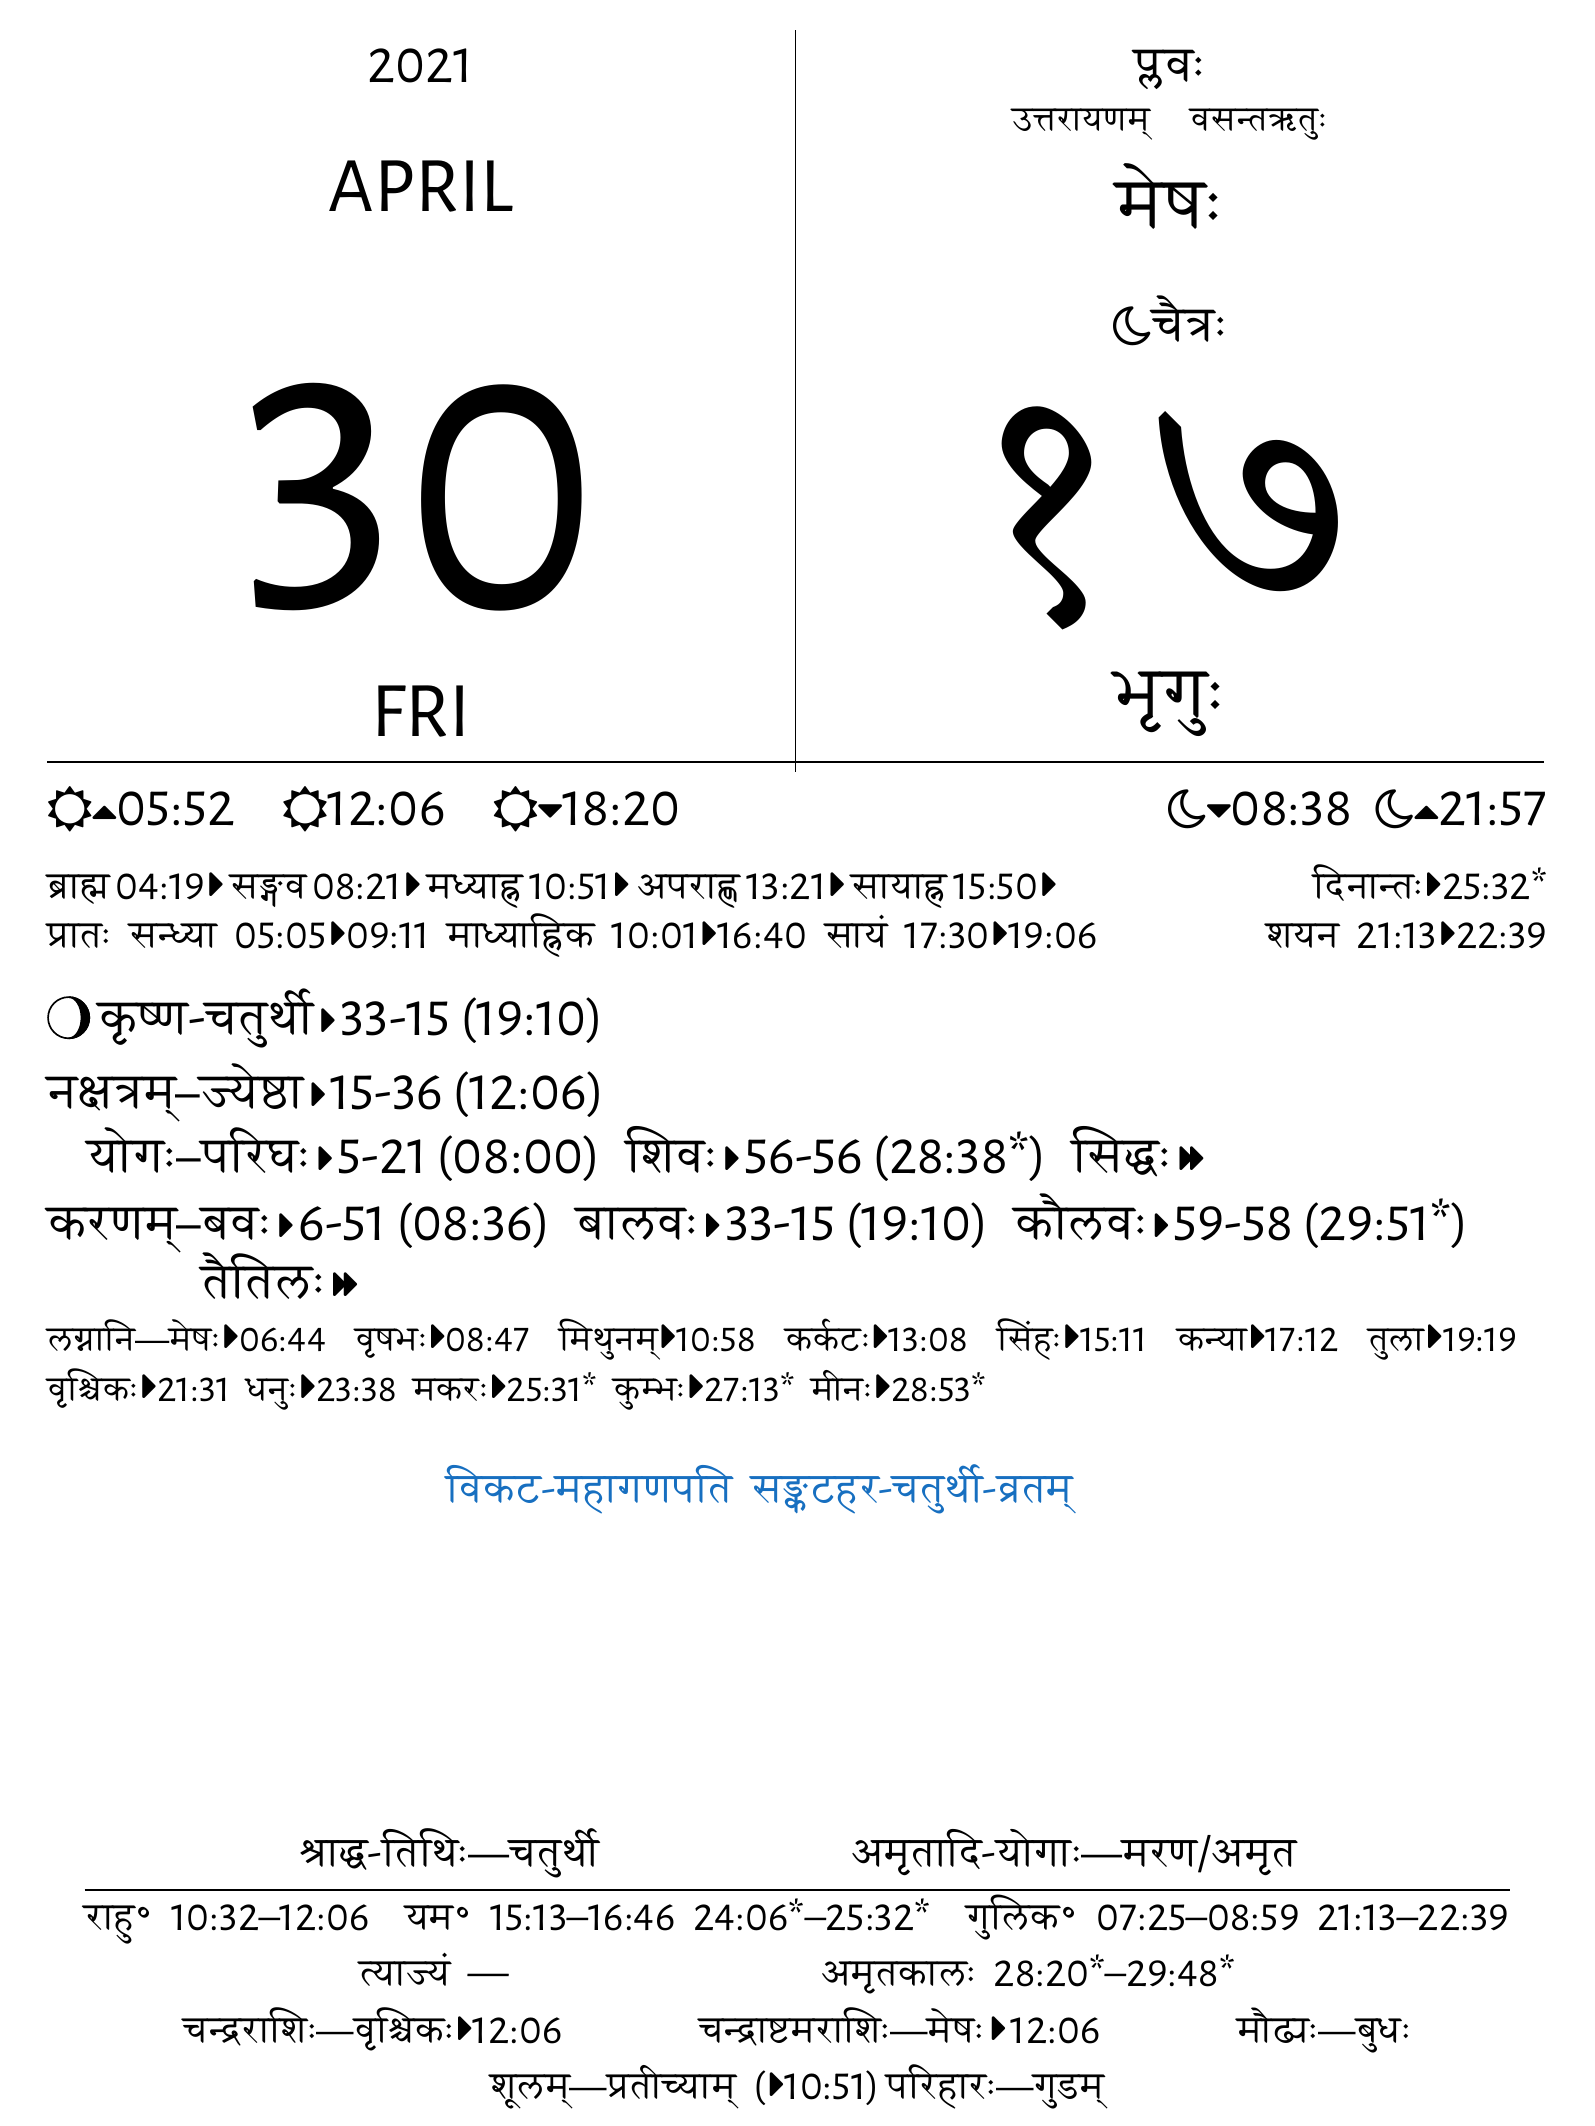 2021
APRIL
30
FRI
प्लवः
उत्तरायणम् वसन्तऋतुः
मेषः
चैत्रः
१७
भृगुः
05:52 12:06 18:20 08:38 21:57
ब्राह्म 04:19 सङ्गव 08:21 मध्याह्न 10:51 अपराह्ण 13:21 सायाह्न 15:50 दिनान्तः 25:32*
प्रातः सन्ध्या 05:05 09:11 माध्याह्निक 10:01 16:40 सायं 17:30 19:06 शयन 21:13 22:39
कृष्ण-चतुर्थी 33-15 (19:10)
नक्षत्रम्–ज्येष्ठा 15-36 (12:06)
योगः–परिघः 5-21 (08:00) शिवः 56-56 (28:38*) सिद्धः
करणम्–बवः 6-51 (08:36) बालवः 33-15 (19:10) कौलवः 59-58 (29:51*)
तैतिलः
लग्नानि—मेषः 06:44 वृषभः 08:47 मिथुनम् 10:58 कर्कटः 13:08 सिंहः 15:11 कन्या 17:12 तुला 19:19
वृश्चिकः 21:31 धनुः 23:38 मकरः 25:31* कुम्भः 27:13* मीनः 28:53*
विकट-महागणपति सङ्कटहर-चतुर्थी-व्रतम्
श्राद्ध-तिथिः—चतुर्थी अमृतादि-योगाः—मरण/अमृत
राहु॰ 10:32–12:06 यम॰ 15:13–16:46 24:06*–25:32* गुलिक॰ 07:25–08:59 21:13–22:39
त्याज्यं — अमृतकालः 28:20*–29:48*
चन्द्रराशिः—वृश्चिकः 12:06 चन्द्राष्टमराशिः—मेषः 12:06 मौढ्यः—बुधः
शूलम्—प्रतीच्याम् ( 10:51) परिहारः—गुडम्